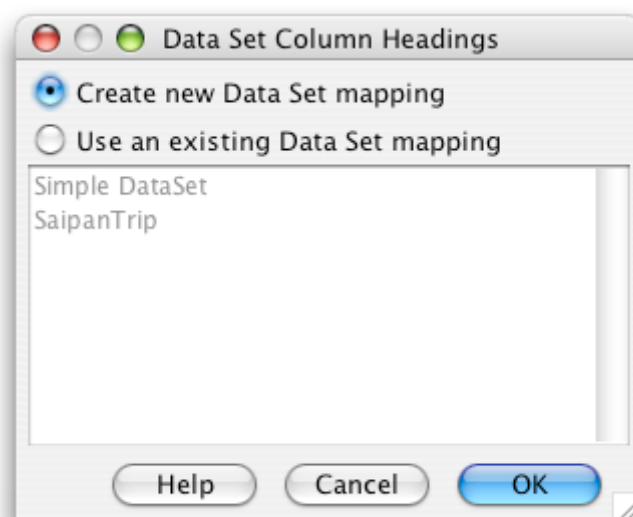 Data Set Column Headings
Create new Data Set mapping
Use an existing Data Set mapping
Simple DataSet
SaipanTrip
Help Cancel OK